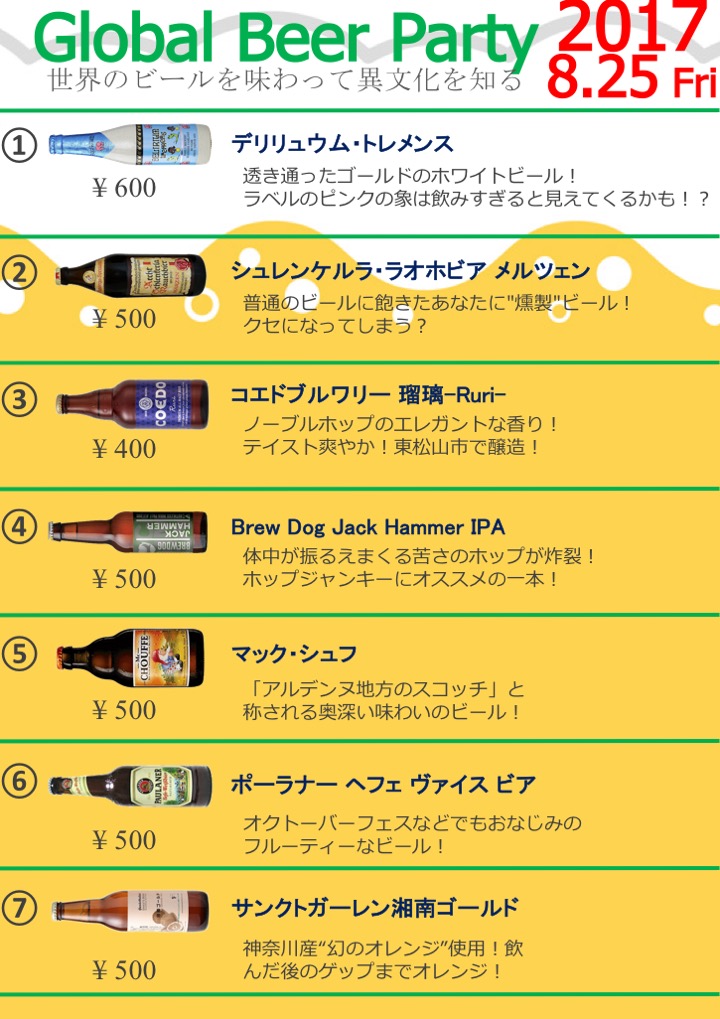 Global Beer Party
2017
世界のビールを味わって異文化を知る
8.25 Fri
①
デリリュウム・トレメンス
透き通ったゴールドのホワイトビール！
¥ 600
ラベルのピンクの象は飲みすぎると見えてくるかも！？
②
シュレンケルラ・ラオホビア メルツェン
普通のビールに飽きたあなたに"燻製"ビール！
¥ 500
クセになってしまう？
③
COEDO
Ruri
コエドブルワリー 瑠璃-Ruri-
ノーブルホップのエレガントな香り！
¥ 400
テイスト爽やか！東松山市で醸造！
④
JACK
HAMMER
BREWDOG
Brew Dog Jack Hammer IPA
体中が振るえまくる苦さのホップが炸裂！
¥ 500
ホップジャンキーにオススメの一本！
⑤
Mc
CHOUFFE
マック・シュフ
「アルデンヌ地方のスコッチ」と
¥ 500
称される奥深い味わいのビール！
⑥
PAULANER
ポーラナー ヘフェ ヴァイス ビア
オクトーバーフェスなどでもおなじみの
¥ 500
フルーティーなビール！
⑦
サンクトガーレン湘南ゴールド
神奈川産“幻のオレンジ”使用！飲
¥ 500
んだ後のゲップまでオレンジ！